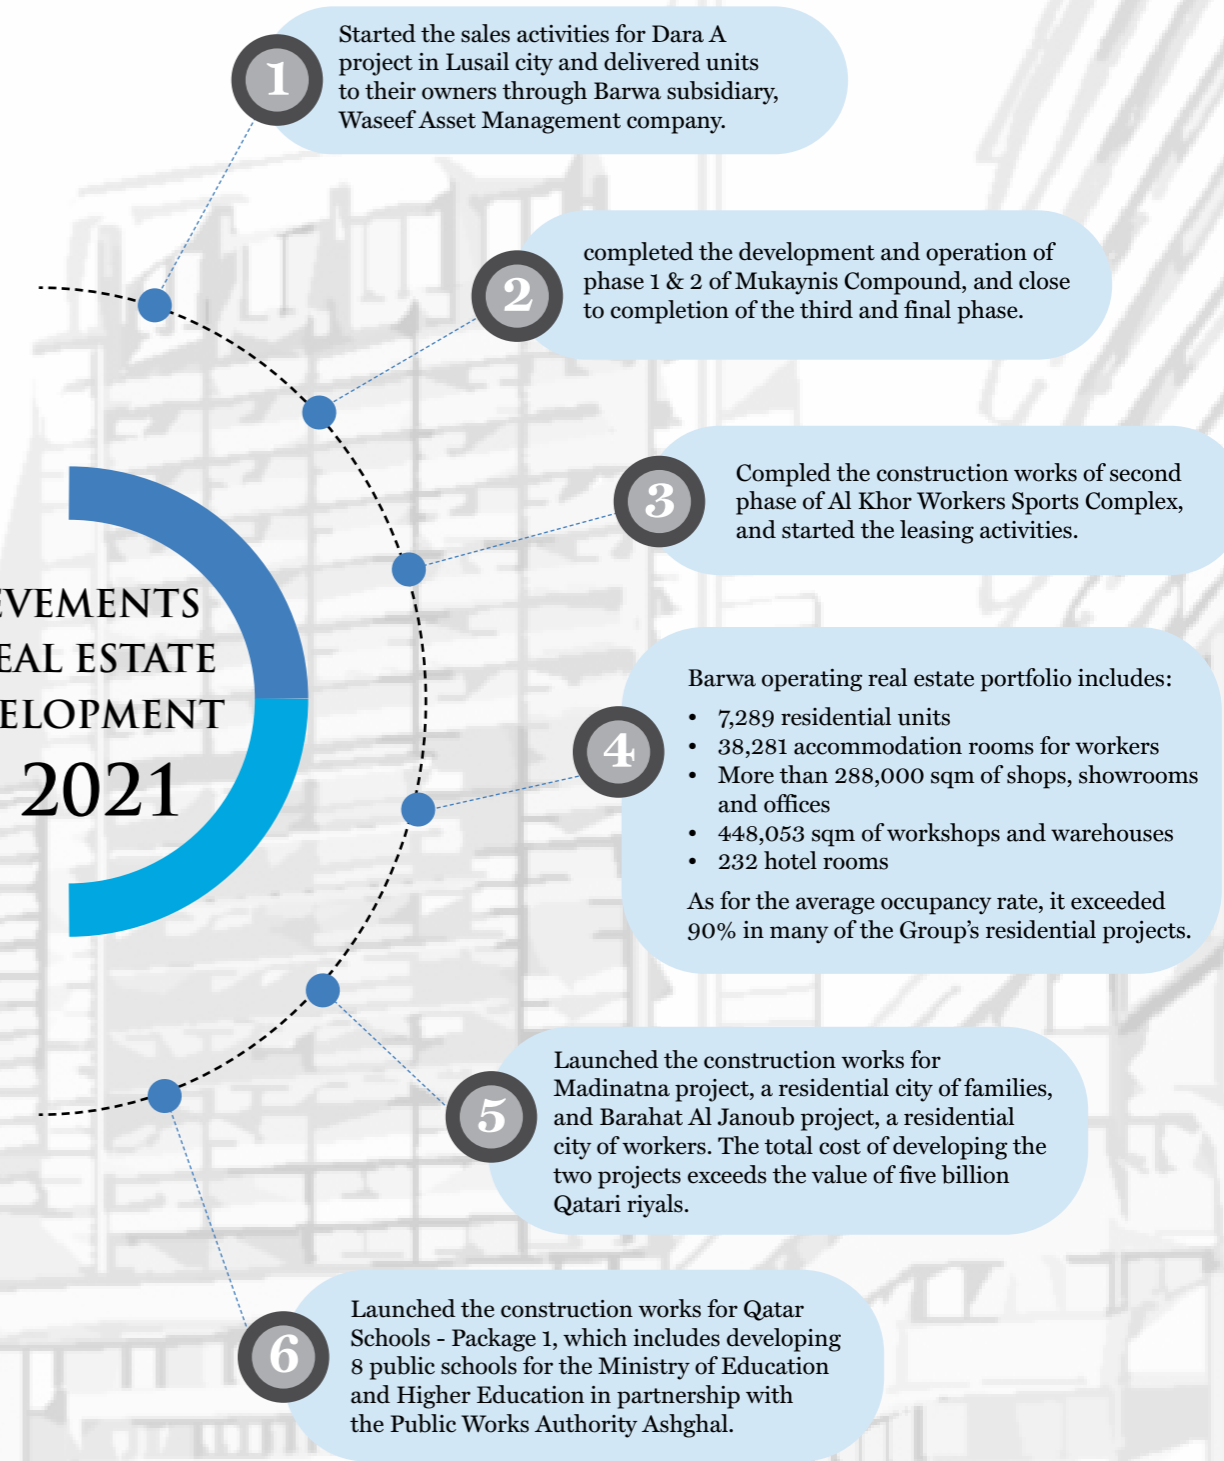 1
Started the sales activities for Dara A
project in Lusail city and delivered units
to their owners through Barwa subsidiary,
Waseef Asset Management company.
2
completed the development and operation of
phase 1 & 2 of Mukaynis Compound, and close
to completion of the third and final phase.
3
Compled the construction works of second
phase of Al Khor Workers Sports Complex,
and started the leasing activities.
EVEMENTS
EAL ESTATE
ELOPMENT
2021
4
Barwa operating real estate portfolio includes:
• 7,289 residential units
• 38,281 accommodation rooms for workers
• More than 288,000 sqm of shops, showrooms
and offices
• 448,053 sqm of workshops and warehouses
• 232 hotel rooms
As for the average occupancy rate, it exceeded
90% in many of the Group's residential projects.
5
Launched the construction works for
Madinatna project, a residential city of families,
and Barahat Al Janoub project, a residential
city of workers. The total cost of developing the
two projects exceeds the value of five billion
Qatari riyals.
6
Launched the construction works for Qatar
Schools - Package 1, which includes developing
8 public schools for the Ministry of Education
and Higher Education in partnership with
the Public Works Authority Ashghal.